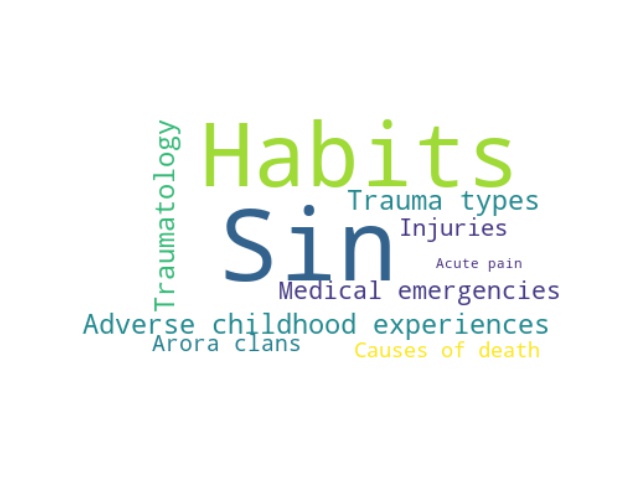 Habits
Traumatology
Trauma types
Sin
Injuries
Acute pain
Medical emergencies
Adverse childhood experiences
Arora clans
Causes of death